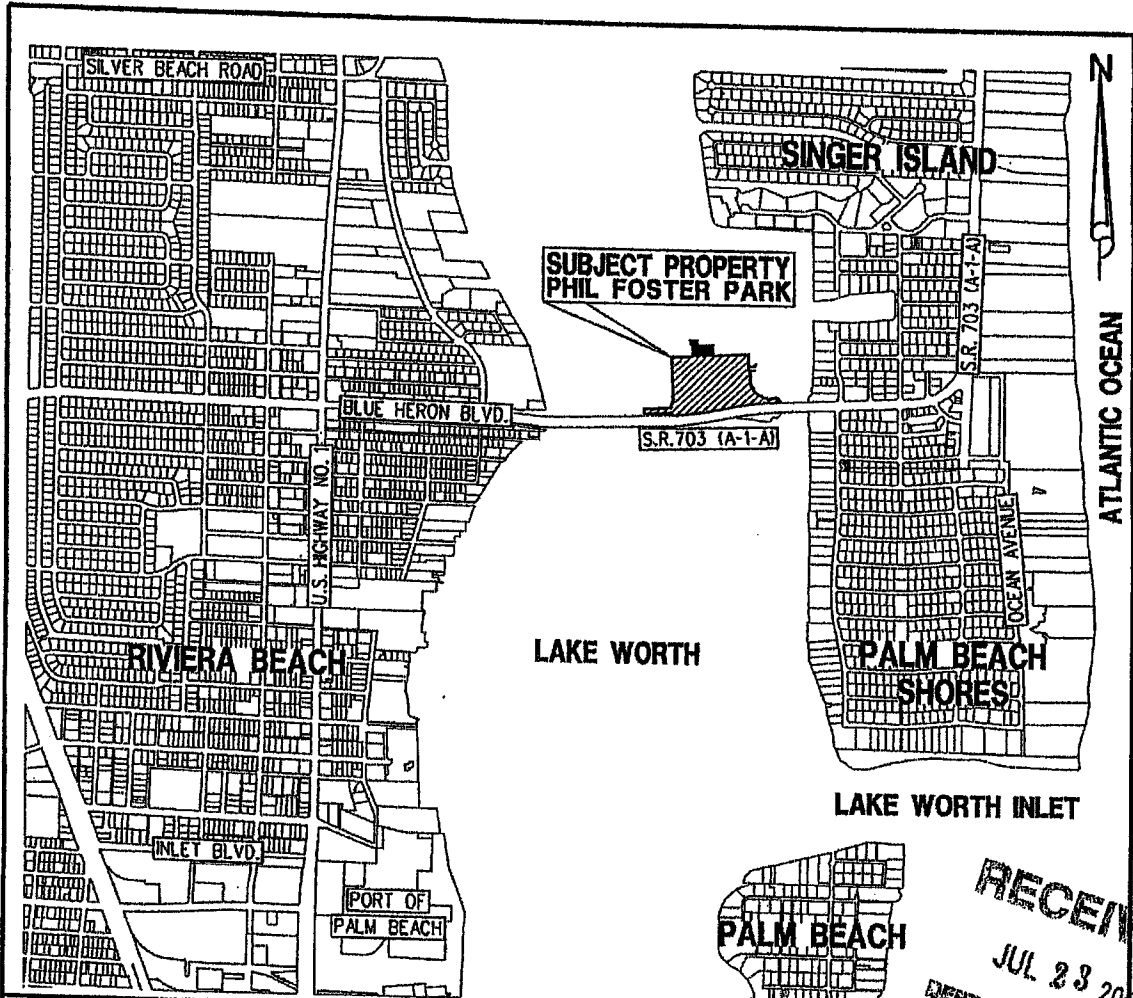 SILVER BEACH ROAD
N
SINGER ISLAND
SUBJECT PROPERTY
PHIL FOSTER PARK
S.R. 703 (A-1-A)
ATLANTIC OCEAN
BLUE HERON BLVD.
S.R.703 (A-1-A)
U.S. HIGHWAY NO. 1
OCEAN AVENUE
RIVIERA BEACH
LAKE WORTH
PALM BEACH
SHORES
LAKE WORTH INLET
INLET BLVD.
PORT OF
PALM BEACH
PALM BEACH
RECEIV
JUL 23 20